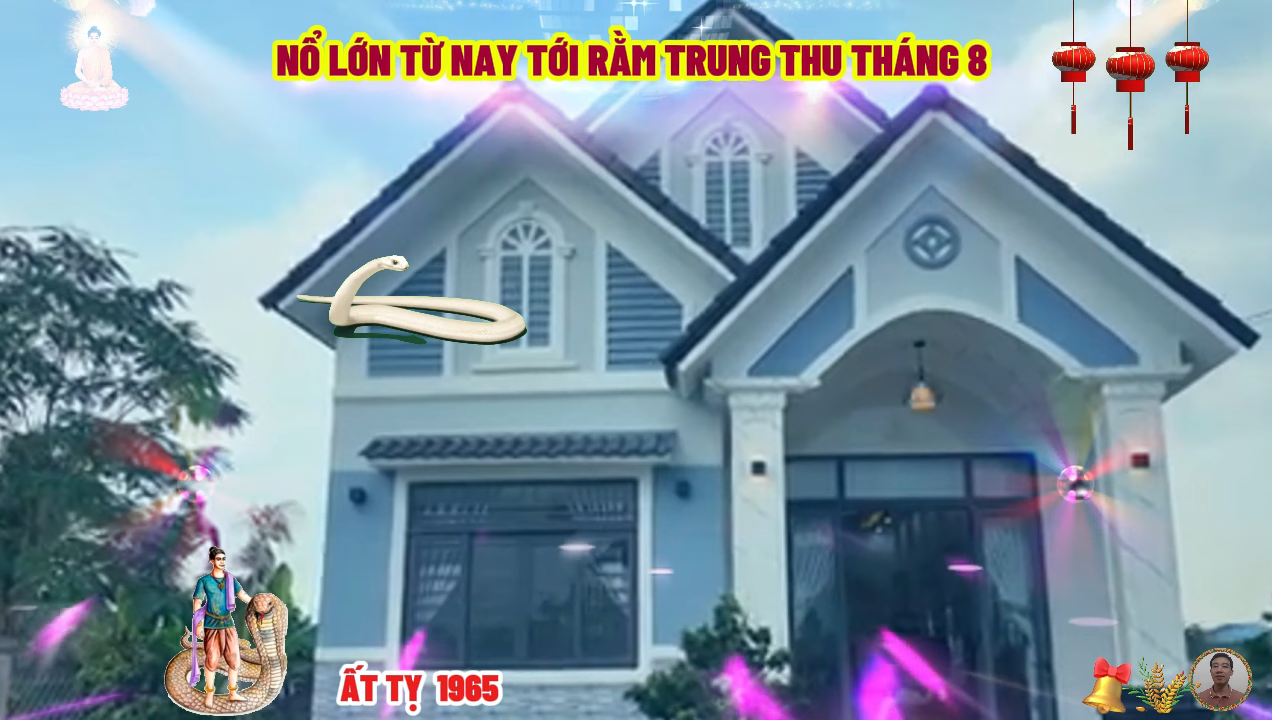 NỔ LỚN TỪ NAY TỚI RẰM TRUNG THU THÁNG 8
ẤT TỴ 1965